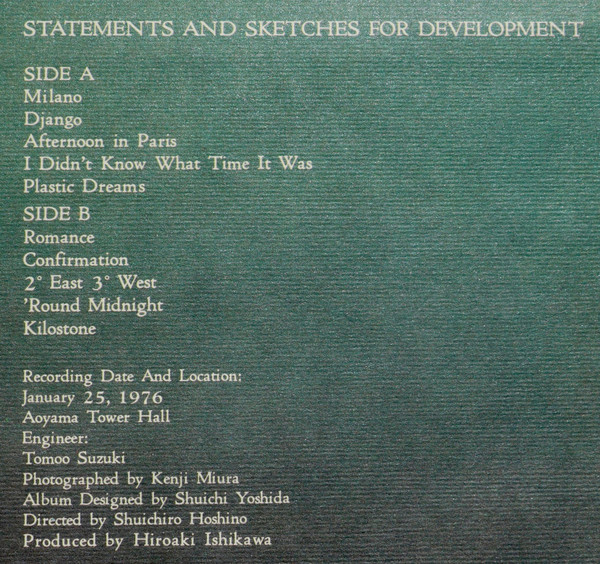 STATEMENTS AND SKETCHES FOR DEVELOPMENT
SIDE A
Milano
Django
Afternoon in Paris
I Didn't Know What Time It Was
Plastic Dreams
SIDE B
Romance
Confirmation
2° East 3° West
'Round Midnight
Kilostone
Recording Date And Location:
January 25, 1976
Aoyama Tower Hall
Engineer:
Tomoo Suzuki
Photographed by Kenji Miura
Album Designed by Shuichi Yoshida
Directed by Shuichiro Hoshino
Produced by Hiroaki Ishikawa